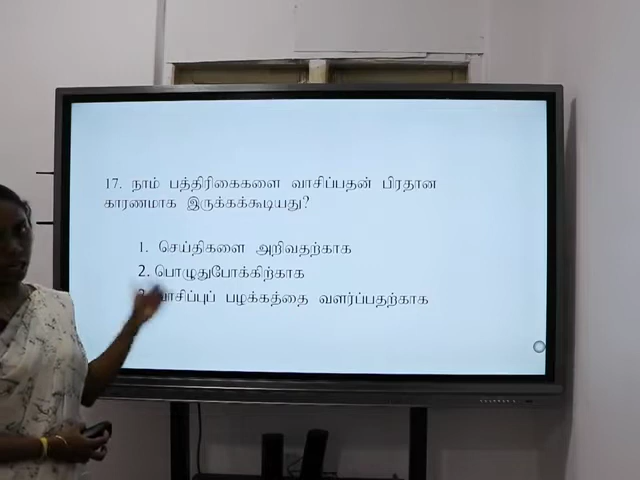 17. நாம் பத்திரிகைகளை வாசிப்பதன் பிரதான
காரணமாக இருக்கக்கூடியது?
1. செய்திகளை அறிவதற்காக
2. பொழுதுபோக்கிற்காக
வாசிப்புப் பழக்கத்தை வளர்ப்பதற்காக